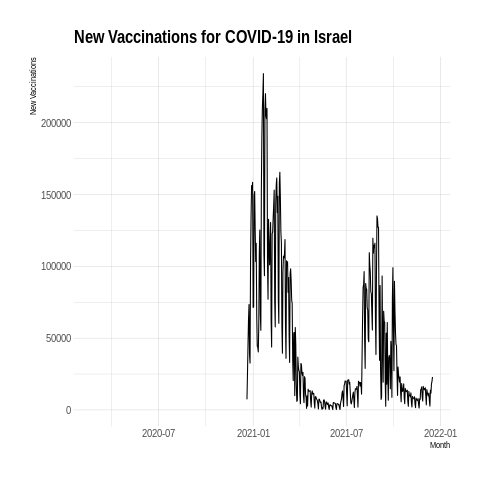 New Vaccinations for COVID-19 in Israel
New Vaccinations
200000
150000
100000
50000
0
2020-07 2021-01 2021-07 2022-01
Month